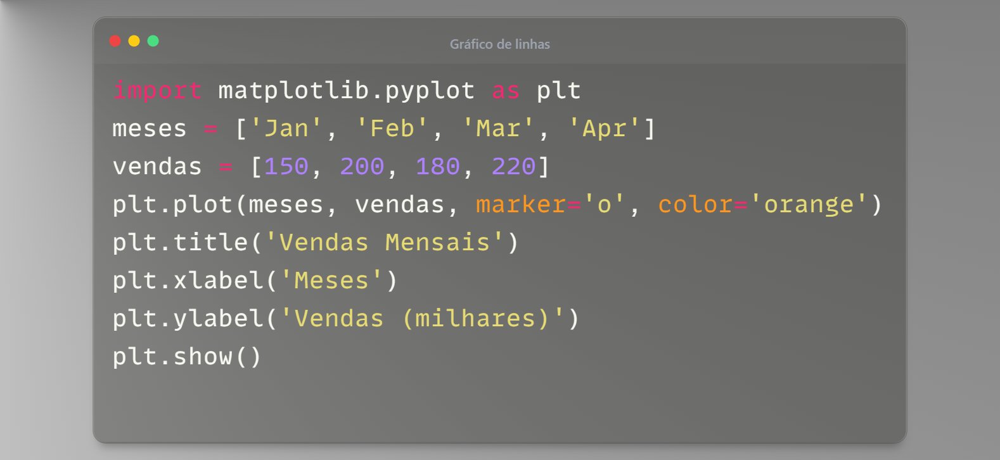 Gráfico de linhas
import matplotlib.pyplot as plt
meses = ['Jan', 'Feb', 'Mar', 'Apr']
vendas = [150, 200, 180, 220]
plt.plot(meses, vendas, marker='o', color='orange')
plt.title('Vendas Mensais')
plt.xlabel('Meses')
plt.ylabel('Vendas (milhares)')
plt.show()